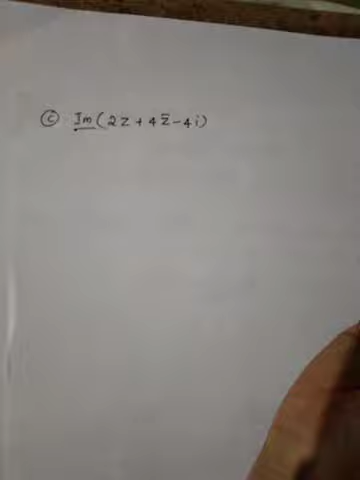 ⓒ Im(2z + 4z̄ - 4i)